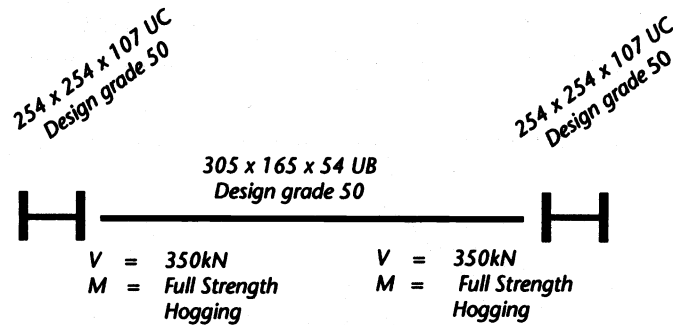 254 x 254 x 107 UC
Design grade 50
254 x 254 x 107 UC
Design grade 50
305 x 165 x 54 UB
Design grade 50
V = 350kN
M = Full Strength
Hogging
V = 350kN
M = Full Strength
Hogging